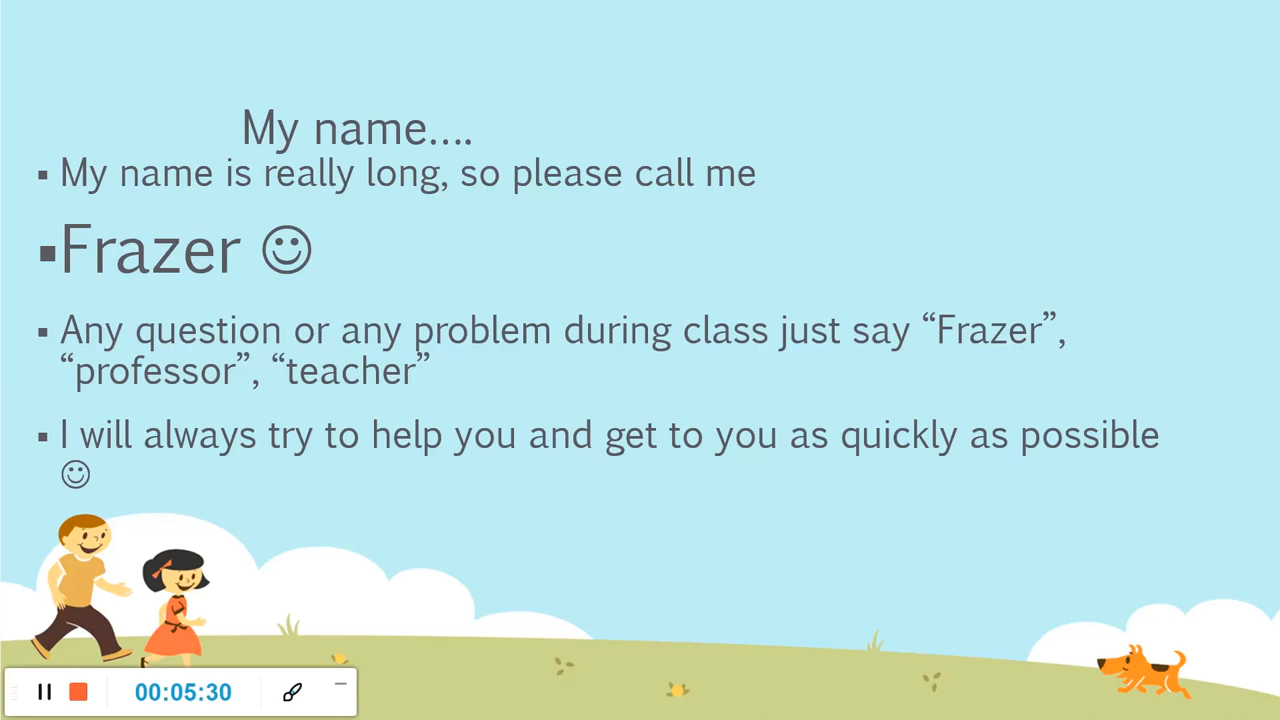 My name....
▪ My name is really long, so please call me
▪Frazer ☺
▪ Any question or any problem during class just say “Frazer”,
“professor”, “teacher”
▪ I will always try to help you and get to you as quickly as possible
☺
00:05:30